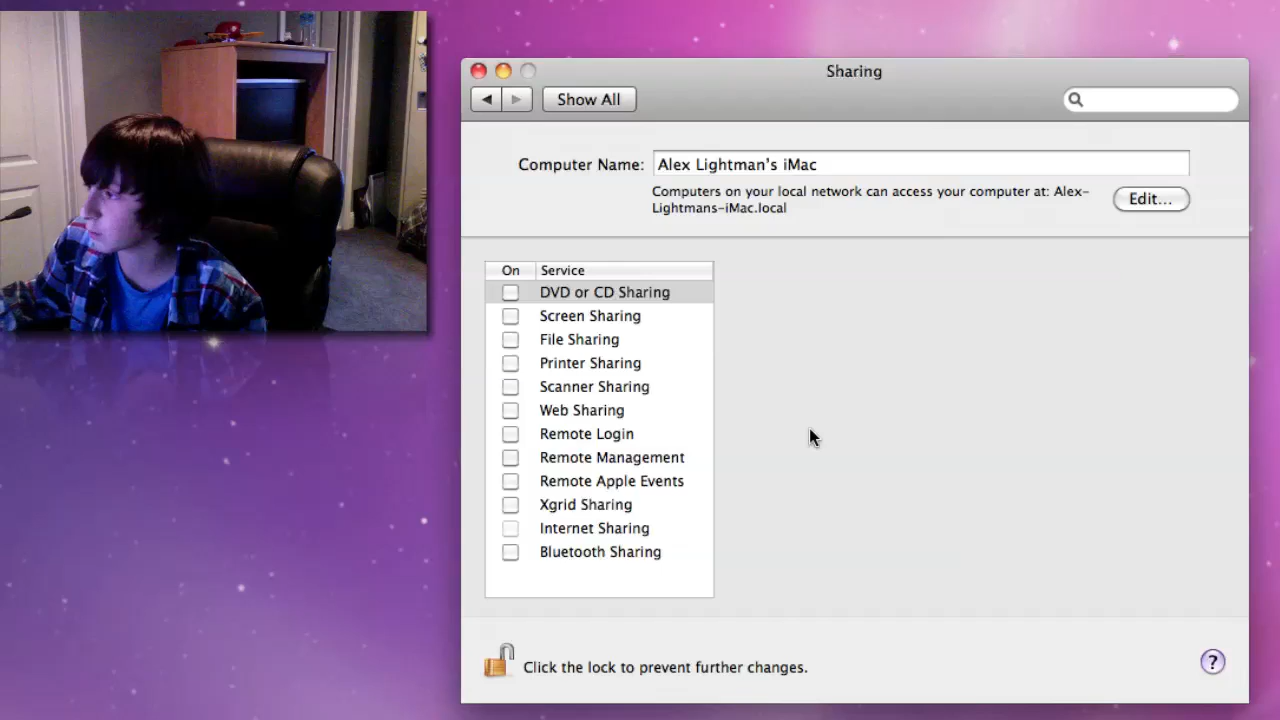 Sharing
Show All
Computer Name: Alex Lightman's iMac
Computers on your local network can access your computer at: Alex-
Lightmans-iMac.local
Edit...
On Service
DVD or CD Sharing
Screen Sharing
File Sharing
Printer Sharing
Scanner Sharing
Web Sharing
Remote Login
Remote Management
Remote Apple Events
Xgrid Sharing
Internet Sharing
Bluetooth Sharing
Click the lock to prevent further changes.
?